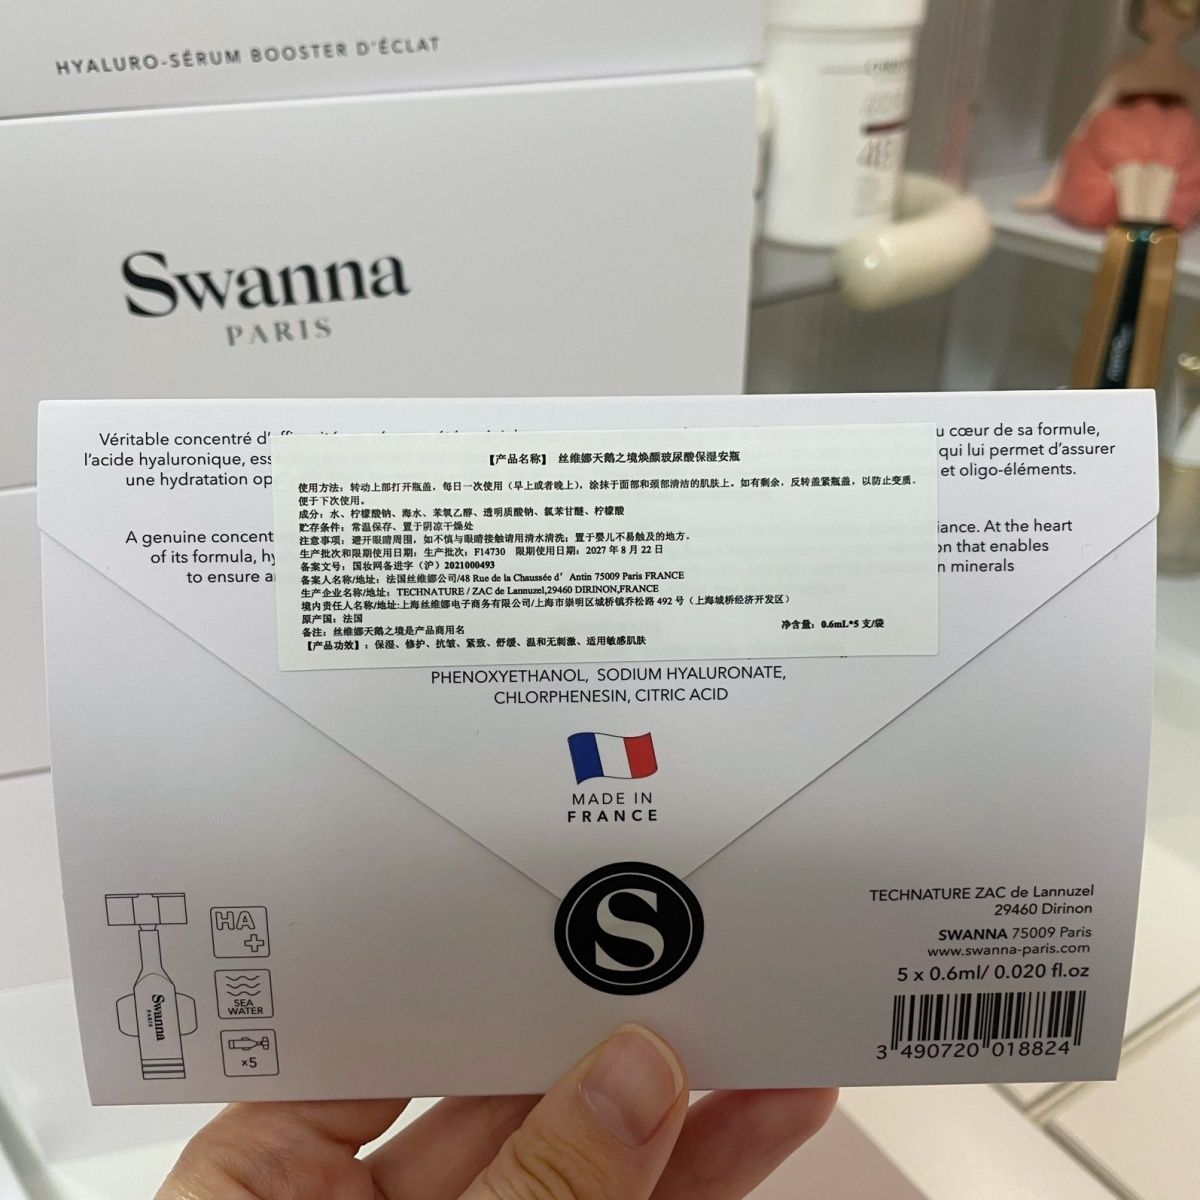 HYALURO-SÉRUM BOOSTER D'ÉCLAT
Swanna
PARIS
Véritable concentré
u cœur de sa formule,
l'acide hyaluronique,
qui lui permet d'assurer
une hydratation
et oligo-éléments.
【产品名称】 丝维娜天鹅之境焕颜玻尿酸保湿安瓶
使用方法：转动上部打开瓶盖，每日一次使用（早上或者晚上），涂抹于面部和颈部清洁的肌肤上。如有剩余，反转盖紧瓶盖，以防止变质。
便于下次使用。
成分：水、柠檬酸钠、海水、苯氧乙醇、透明质酸钠、氯苯甘醚、柠檬酸
贮存条件：常温保存、置于阴凉干燥处
注意事项：避开眼睛周围，如不慎与眼睛接触请用清水清洗；置于婴儿不易触及的地方。
生产批次和限期使用日期：生产批次：F14730 限期使用日期：2027 年 8 月 22 日
备案文号：国妆网备进字（沪）2021000493
备案人名称/地址：法国丝维娜公司/48 Rue de la Chaussée d' Antin 75009 Paris FRANCE
生产企业名称/地址：TECHNATURE / ZAC de Lannuzel,29460 DIRINON,FRANCE
境内责任人名称/地址:上海丝维娜电子商务有限公司/上海市崇明区城桥镇乔松路 492 号（上海城桥经济开发区）
原产国：法国
备注：丝维娜天鹅之境是产品商用名
净含量：0.6mL*5 支/袋
【产品功效】：保湿、修护、抗皱、紧致、舒缓、温和无刺激、适用敏感肌肤
A genuine concent
iance. At the heart
of its formula, hy
on that enables
to ensure a
n minerals
PHENOXYETHANOL, SODIUM HYALURONATE,
CHLORPHENESIN, CITRIC ACID
MADE IN
FRANCE
S
HA
+
SEA
WATER
x5
Swanna
PARIS
TECHNATURE ZAC de Lannuzel
29460 Dirinon
SWANNA 75009 Paris
www.swanna-paris.com
5 x 0.6ml/ 0.020 fl.oz
3 490720 018824